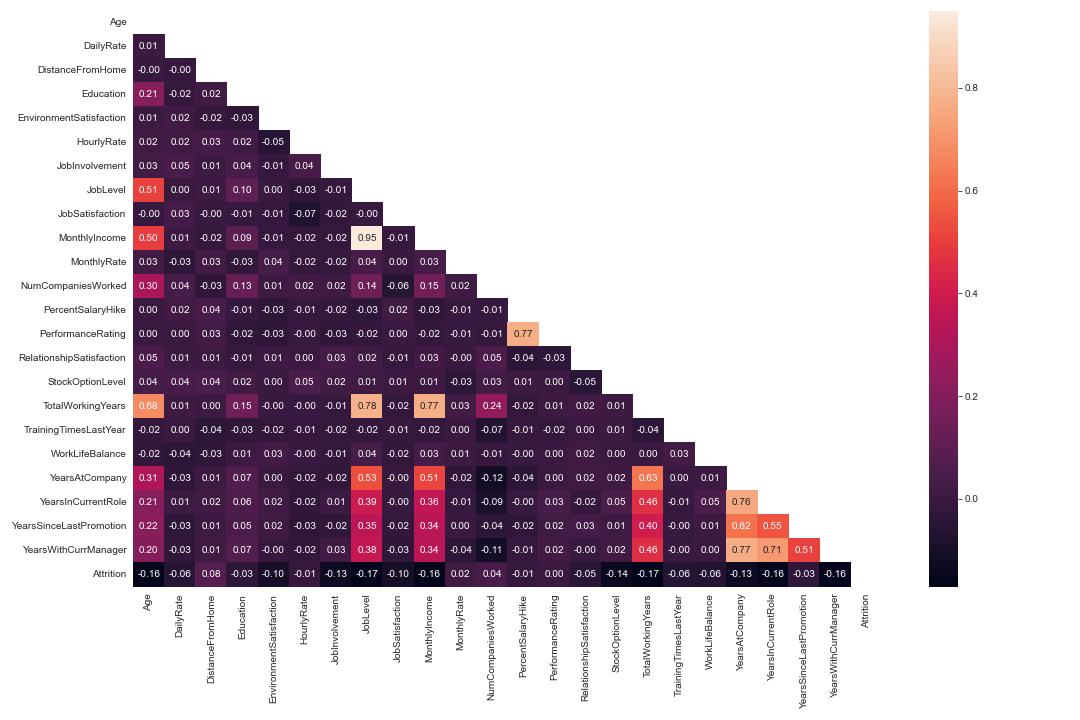 Age
DailyRate 0.01
DistanceFromHome -0.00 -0.00
Education 0.21 -0.02 0.02
EnvironmentSatisfaction 0.01 0.02 -0.02 -0.03
HourlyRate 0.02 0.02 0.03 0.02 -0.05
JobInvolvement 0.03 0.05 0.01 0.04 -0.01 0.04
JobLevel 0.51 0.00 0.01 0.10 0.00 -0.03 -0.01
JobSatisfaction -0.00 0.03 -0.00 -0.01 -0.01 -0.07 -0.02 -0.00
MonthlyIncome 0.50 0.01 -0.02 0.09 -0.01 -0.02 -0.02 0.95 -0.01
MonthlyRate 0.03 -0.03 0.03 -0.03 0.04 -0.02 -0.02 0.04 0.00 0.03
NumCompaniesWorked 0.30 0.04 -0.03 0.13 0.01 0.02 0.02 0.14 -0.06 0.15 0.02
PercentSalaryHike 0.00 0.02 0.04 -0.01 -0.03 -0.01 -0.02 -0.03 0.02 -0.03 -0.01 -0.01
PerformanceRating 0.00 0.00 0.03 -0.02 -0.03 -0.00 -0.03 -0.02 0.00 -0.02 -0.01 -0.01 0.77
RelationshipSatisfaction 0.05 0.01 0.01 -0.01 0.01 0.00 0.03 0.02 -0.01 0.03 -0.00 0.05 -0.04 -0.03
StockOptionLevel 0.04 0.04 0.04 0.02 0.00 0.05 0.02 0.01 0.01 0.01 -0.03 0.03 0.01 0.00 -0.05
TotalWorkingYears 0.68 0.01 0.00 0.15 -0.00 -0.00 -0.01 0.78 -0.02 0.77 0.03 0.24 -0.02 0.01 0.02 0.01
TrainingTimesLastYear -0.02 0.00 -0.04 -0.03 -0.02 -0.01 -0.02 -0.02 -0.01 -0.02 0.00 -0.07 -0.01 -0.02 0.00 0.01 -0.04
WorkLifeBalance -0.02 -0.04 -0.03 0.01 0.03 -0.00 -0.01 0.04 -0.02 0.03 0.01 -0.01 -0.00 0.00 0.02 0.00 0.00 0.03
YearsAtCompany 0.31 -0.03 0.01 0.07 0.00 -0.02 -0.02 0.53 -0.00 0.51 -0.02 -0.12 -0.04 0.00 0.02 0.02 0.63 0.00 0.01
YearsInCurrentRole 0.21 0.01 0.02 0.06 0.02 -0.02 0.01 0.39 -0.00 0.36 -0.01 -0.09 -0.00 0.03 -0.02 0.05 0.46 -0.01 0.05 0.76
YearsSinceLastPromotion 0.22 -0.03 0.01 0.05 0.02 -0.03 -0.02 0.35 -0.02 0.34 0.00 -0.04 -0.02 0.02 0.03 0.01 0.40 -0.00 0.01 0.62 0.55
YearsWithCurrManager 0.20 -0.03 0.01 0.07 -0.00 -0.02 0.03 0.38 -0.03 0.34 -0.04 -0.11 -0.01 0.02 -0.00 0.02 0.46 -0.00 0.00 0.77 0.71 0.51
Attrition -0.16 -0.06 0.08 -0.03 -0.10 -0.01 -0.13 -0.17 -0.10 -0.16 0.02 0.04 -0.01 0.00 -0.05 -0.14 -0.17 -0.06 -0.06 -0.13 -0.16 -0.03 -0.16
Age
DailyRate
DistanceFromHome
Education
EnvironmentSatisfaction
HourlyRate
JobInvolvement
JobLevel
JobSatisfaction
MonthlyIncome
MonthlyRate
NumCompaniesWorked
PercentSalaryHike
PerformanceRating
RelationshipSatisfaction
StockOptionLevel
TotalWorkingYears
TrainingTimesLastYear
WorkLifeBalance
YearsAtCompany
YearsInCurrentRole
YearsSinceLastPromotion
YearsWithCurrManager
Attrition
0.8
0.6
0.4
0.2
0.0